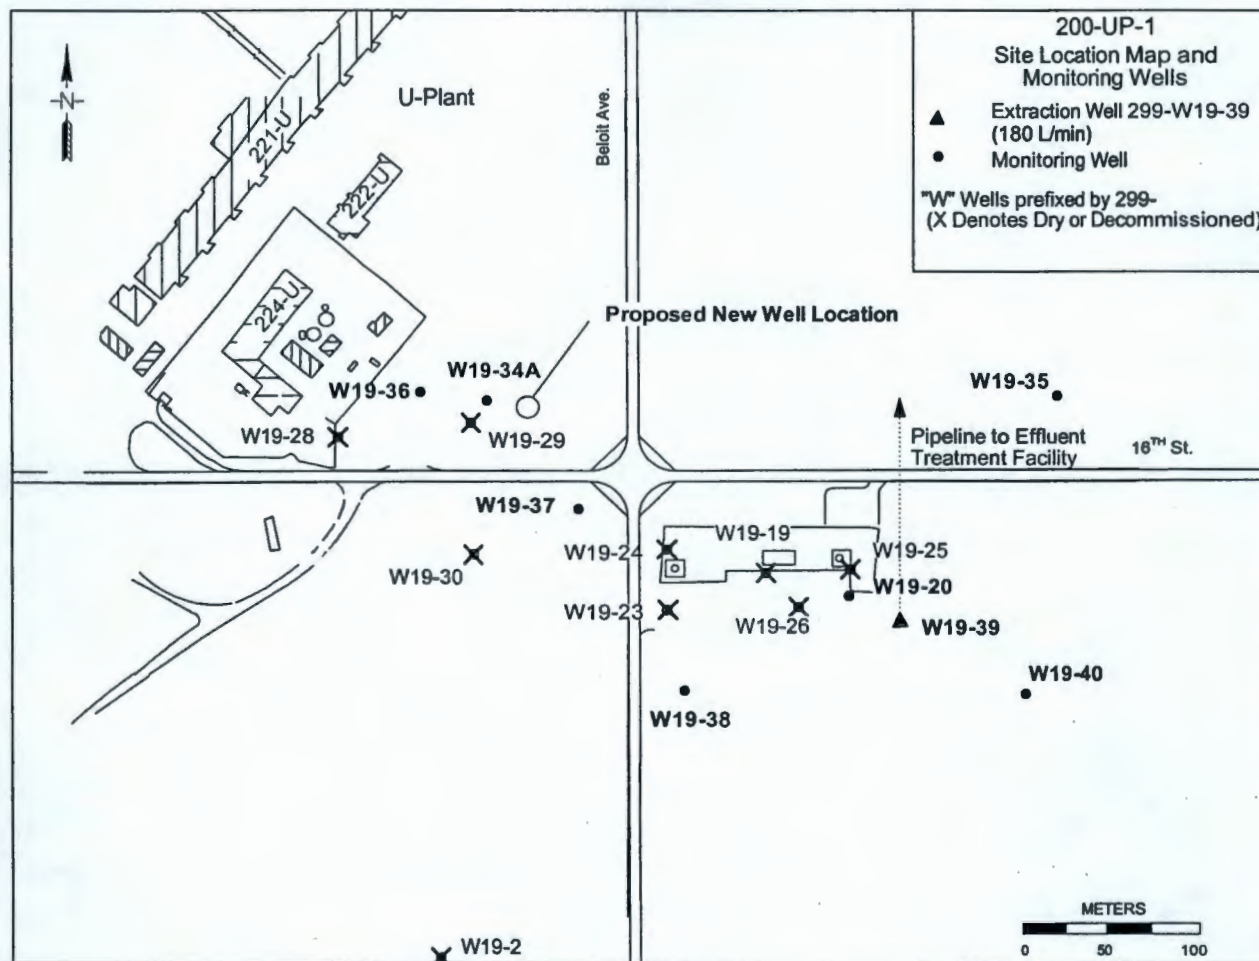 200-UP-1
Site Location Map and
Monitoring Wells
Extraction Well 299-W19-39
(180 L/min)
Monitoring Well
"W" Wells prefixed by 299-
(X Denotes Dry or Decommissioned)
N
U-Plant
Beloit Ave.
221-U
222-U
224-U
Proposed New Well Location
W19-36
W19-34A
W19-35
W19-28
W19-29
Pipeline to Effluent
Treatment Facility
16TH St.
W19-37
W19-24
W19-19
W19-25
W19-30
W19-20
W19-23
W19-26
W19-39
W19-40
W19-38
W19-2
METERS
0 50 100